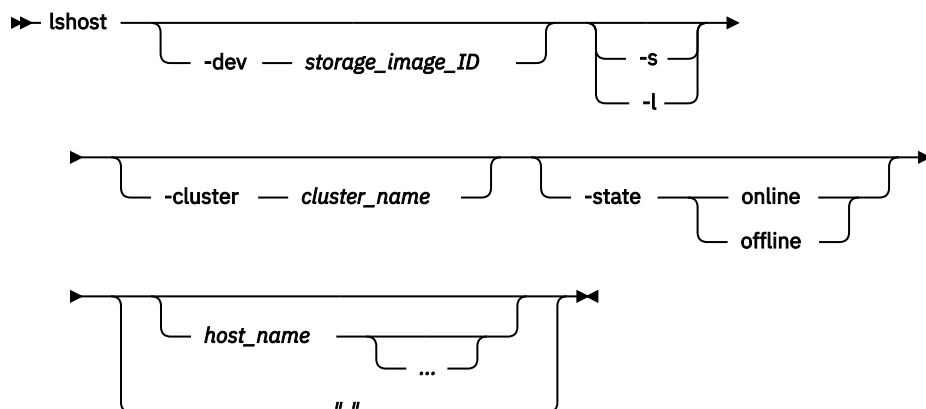 lshost
-dev storage_image_ID
-s
-l
-cluster cluster_name
-state online
offline
host_name
...
"-"